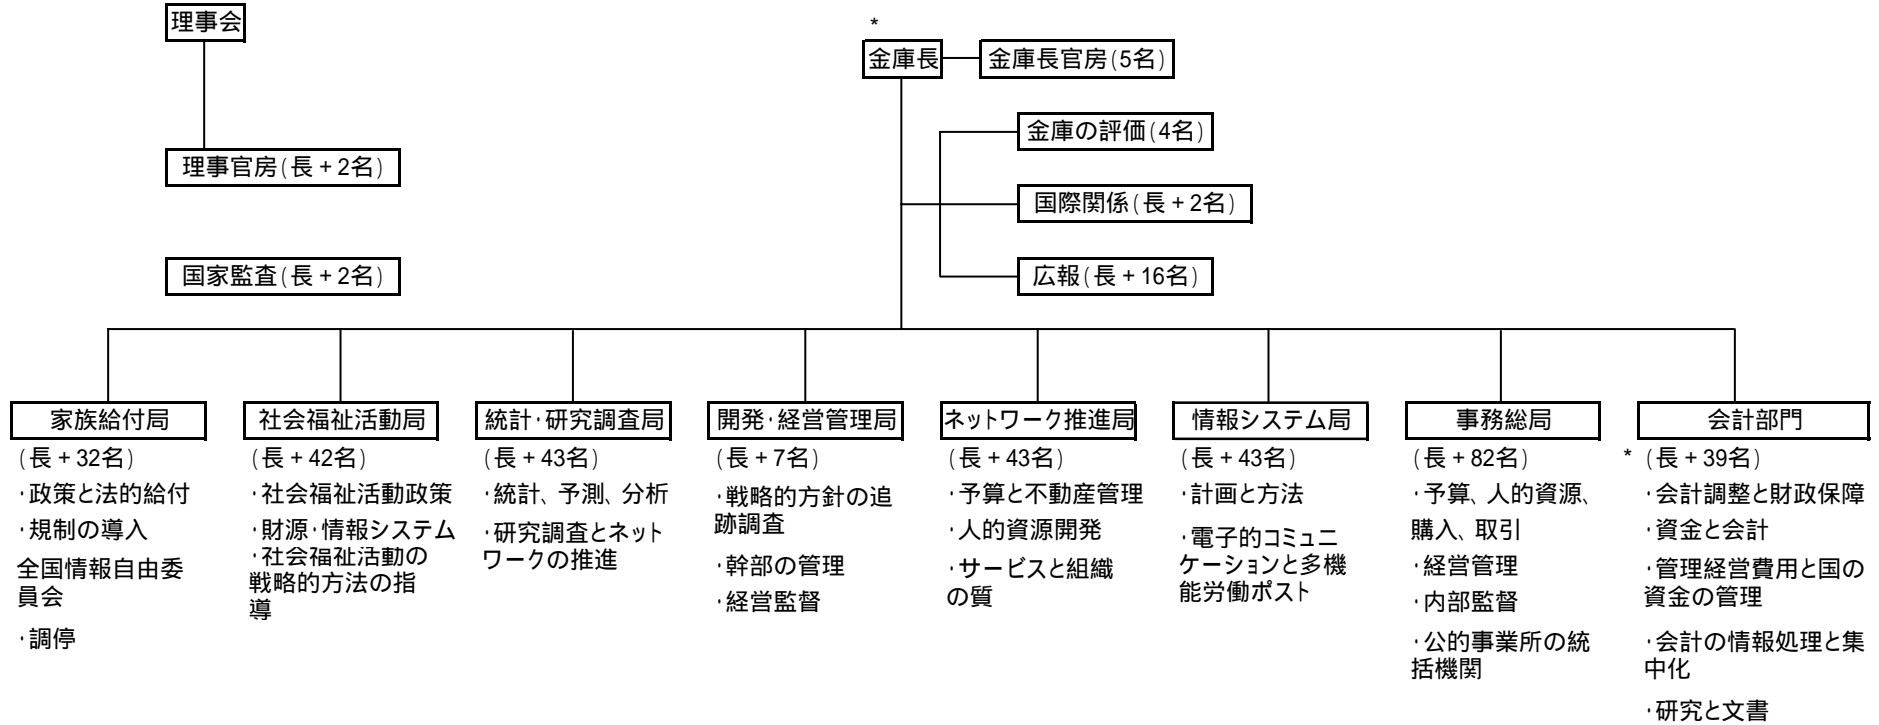 理事会
*
金庫長
金庫長官房(5名)
金庫の評価(4名)
理事官房(長+2名)
国際関係(長+2名)
国家監査(長+2名)
広報(長+16名)
家族給付局
(長+32名)
·政策と法的給付
·規制の導入
全国情報自由委
員会
·調停
社会福祉活動局
(長+42名)
·社会福祉活動政策
·財源·情報システム
·社会福祉活動の
戦略的方法の指
導
統計·研究調査局
(長+43名)
·統計、予測、分析
·研究調査とネット
ワークの推進
開発·経営管理局
(長+7名)
·戦略的方針の追
跡調査
·幹部の管理
·経営監督
ネットワーク推進局
(長+43名)
·予算と不動産管理
·人的資源開発
·サービスと組織
の質
情報システム局
(長+43名)
·計画と方法
·電子的コミュニ
ケーションと多機
能労働ポスト
事務総局
(長+82名)
·予算、人的資源、
購入、取引
·経営管理
·内部監督
·公的事業所の統
括機関
会計部門
* (長+39名)
·会計調整と財政保障
·資金と会計
·管理経営費用と国の
資金の管理
·会計の情報処理と集
中化
·研究と文書